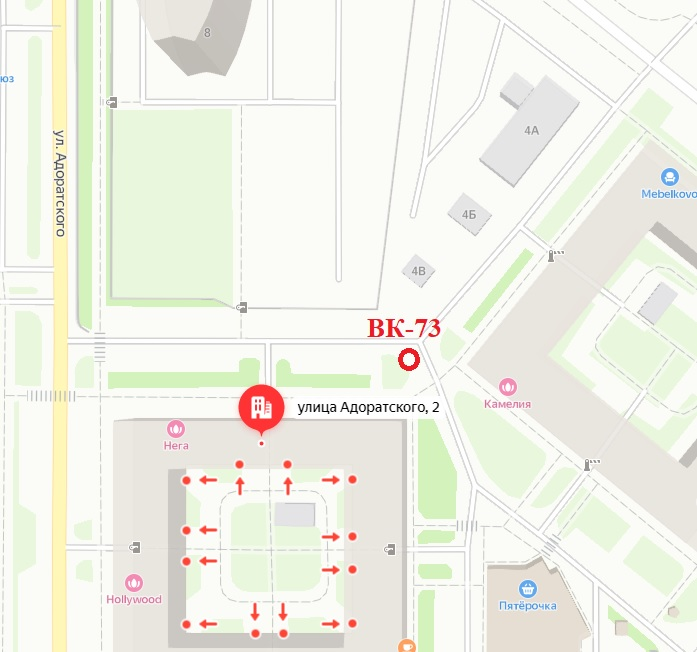 8
юз
ул. Адоратского
4А
Mebelkovo
4Б
4В
ВК-73
Камелия
улица Адоратского, 2
Нега
Hollywood
Пятёрочка